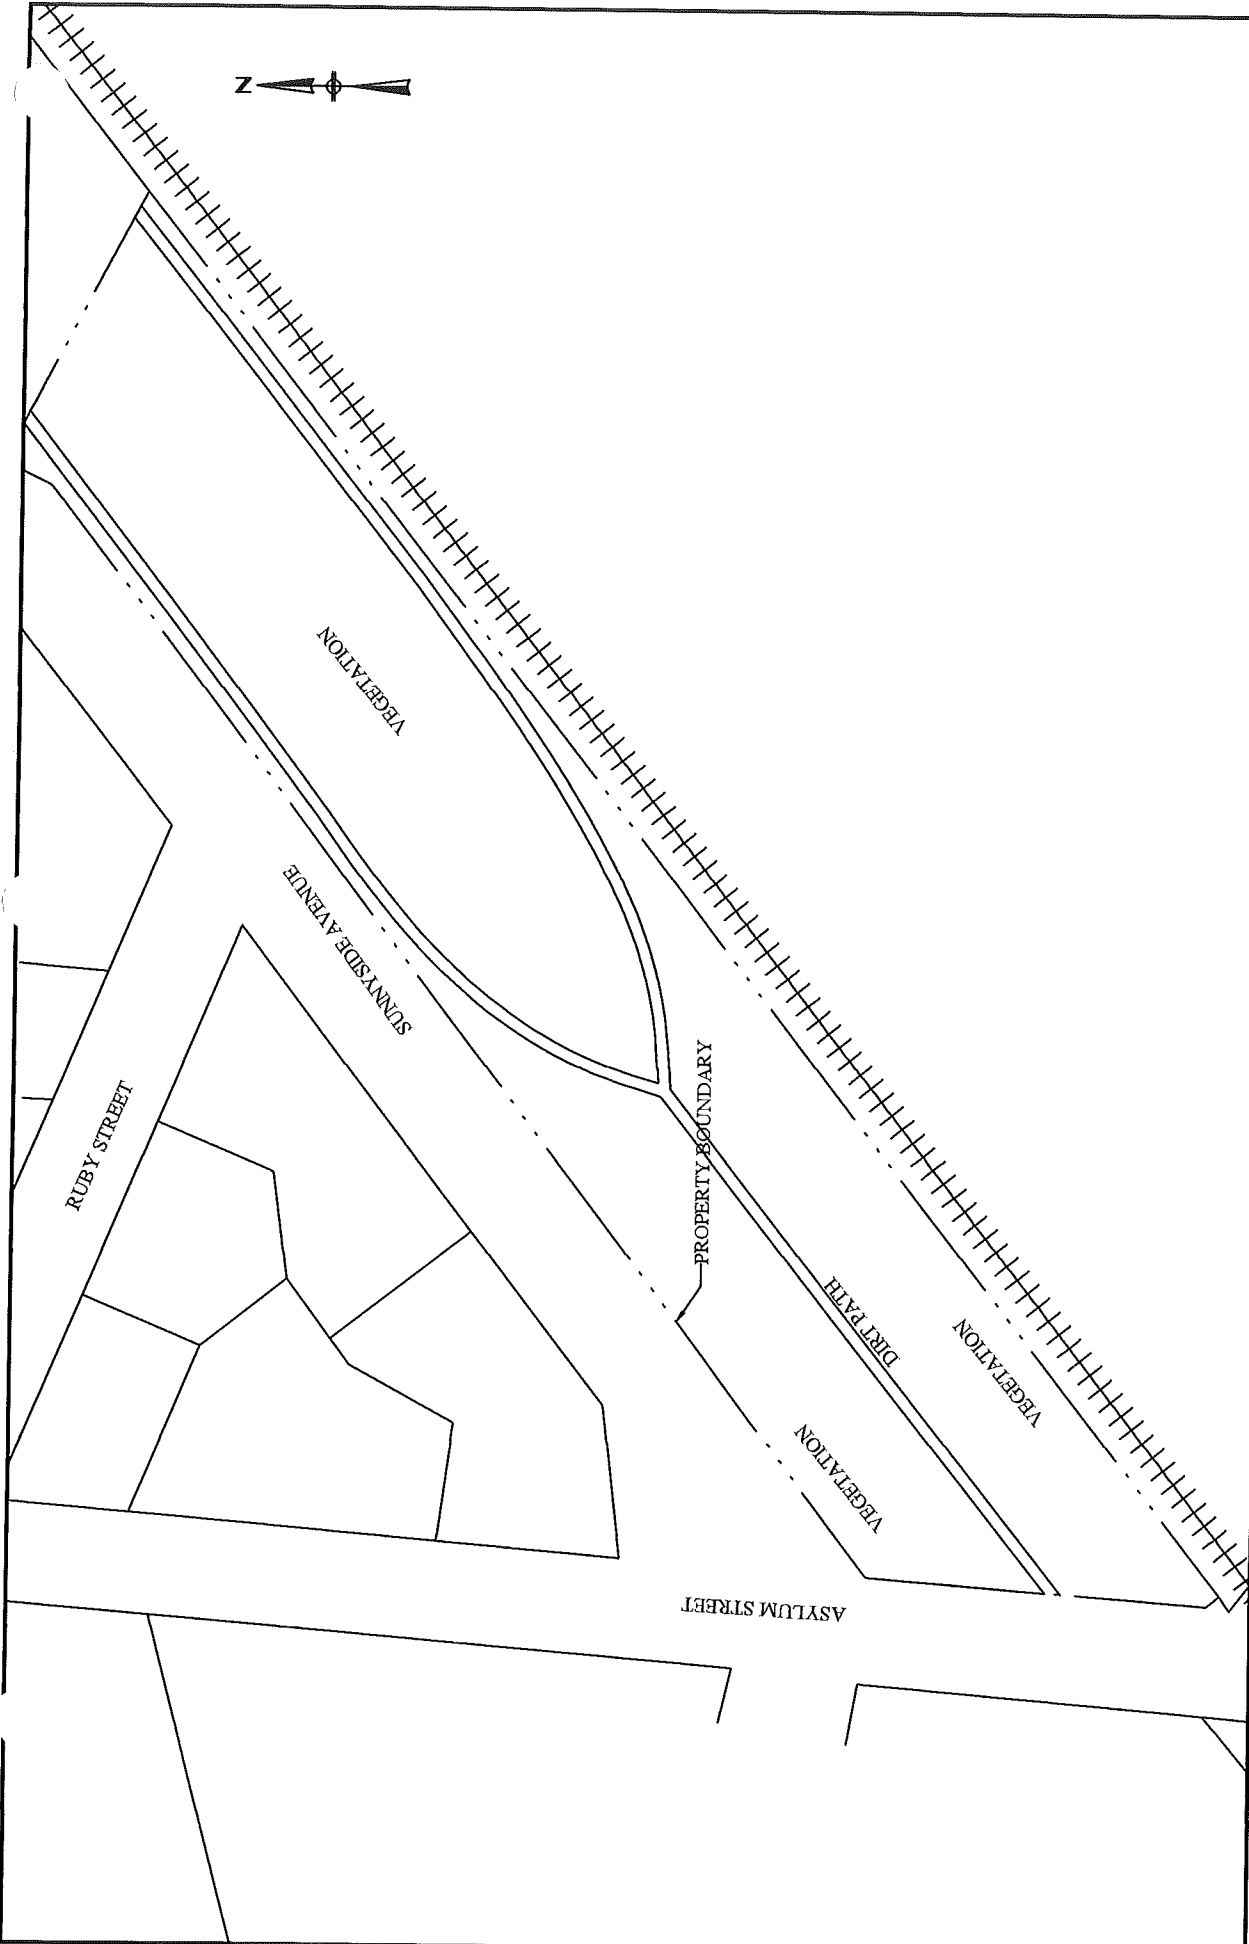 N
VEGETATION
SUNNYSIDE AVENUE
RUBY STREET
PROPERTY BOUNDARY
DIRT PATH
VEGETATION
VEGETATION
ASYLUM STREET